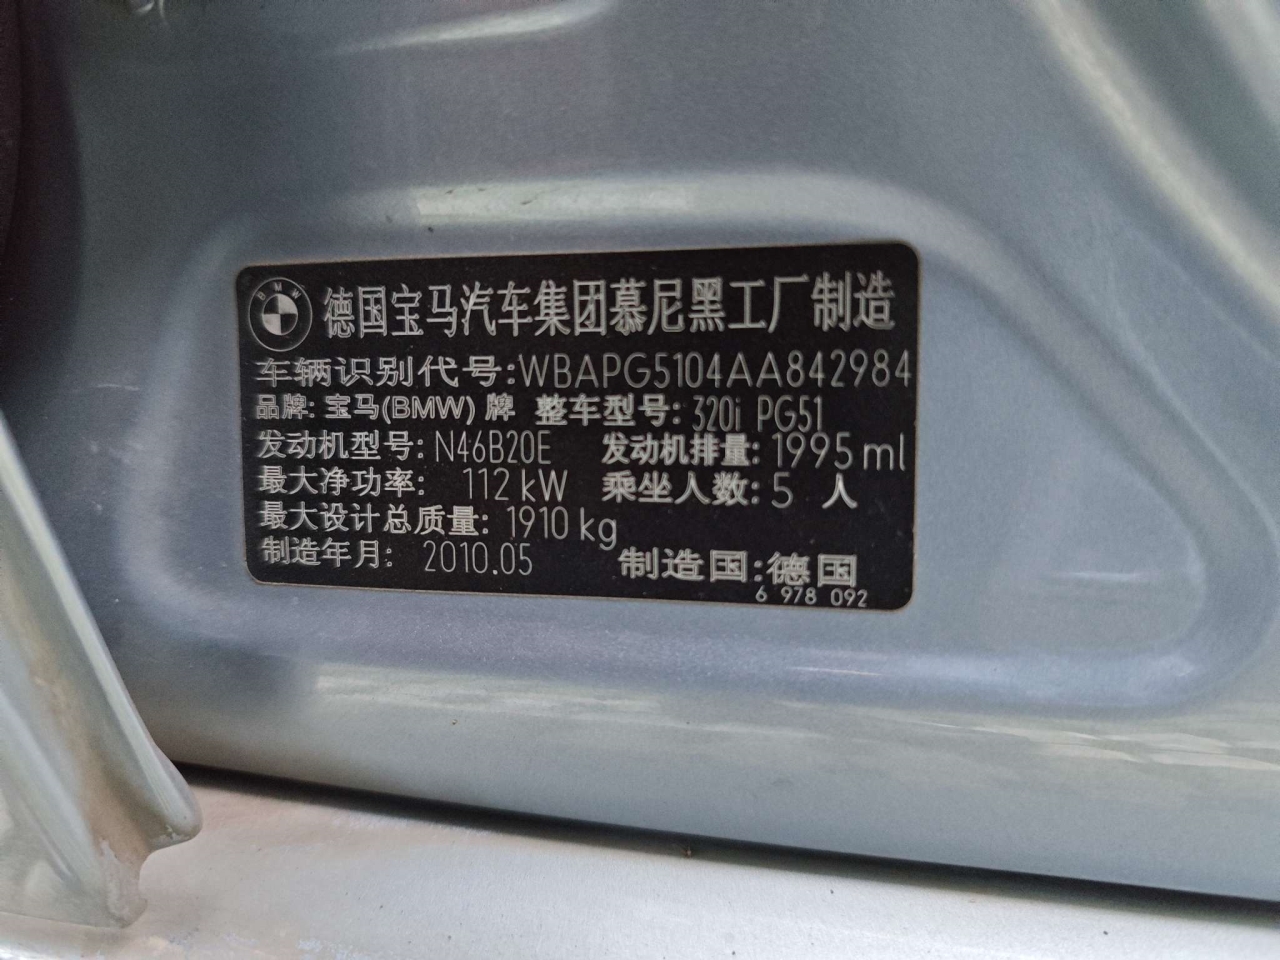 BMW 德国宝马汽车集团慕尼黑工厂制造
车辆识别代号:WBAPG5104AA842984
品牌: 宝马(BMW) 牌 整车型号: 320i PG51
发动机型号: N46B20E 发动机排量: 1995 ml
最大净功率: 112 kW 乘坐人数: 5 人
最大设计总质量: 1910 kg
制造年月: 2010.05 制造国: 德国
6 978 092